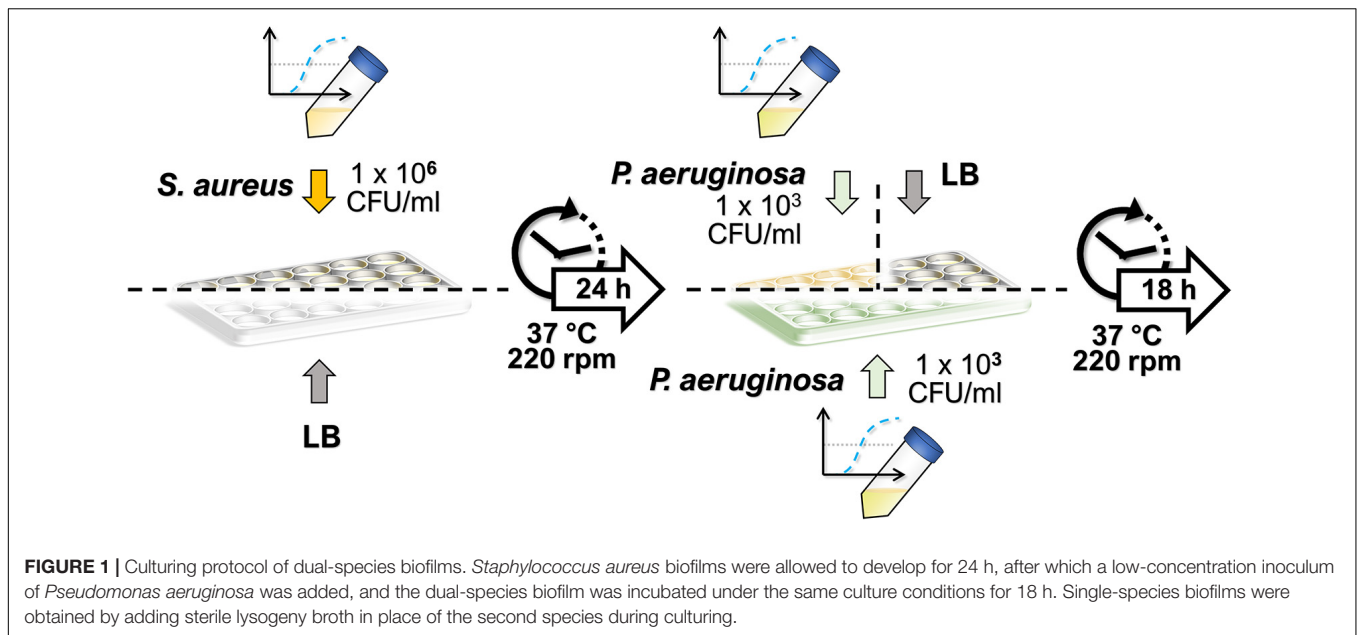 S. aureus
1 x 10⁶
CFU/ml
LB
24 h
37 °C
220 rpm
P. aeruginosa
1 x 10³
CFU/ml
LB
P. aeruginosa
1 x 10³
CFU/ml
18 h
37 °C
220 rpm
FIGURE 1 | Culturing protocol of dual-species biofilms. Staphylococcus aureus biofilms were allowed to develop for 24 h, after which a low-concentration inoculum
of Pseudomonas aeruginosa was added, and the dual-species biofilm was incubated under the same culture conditions for 18 h. Single-species biofilms were
obtained by adding sterile lysogeny broth in place of the second species during culturing.